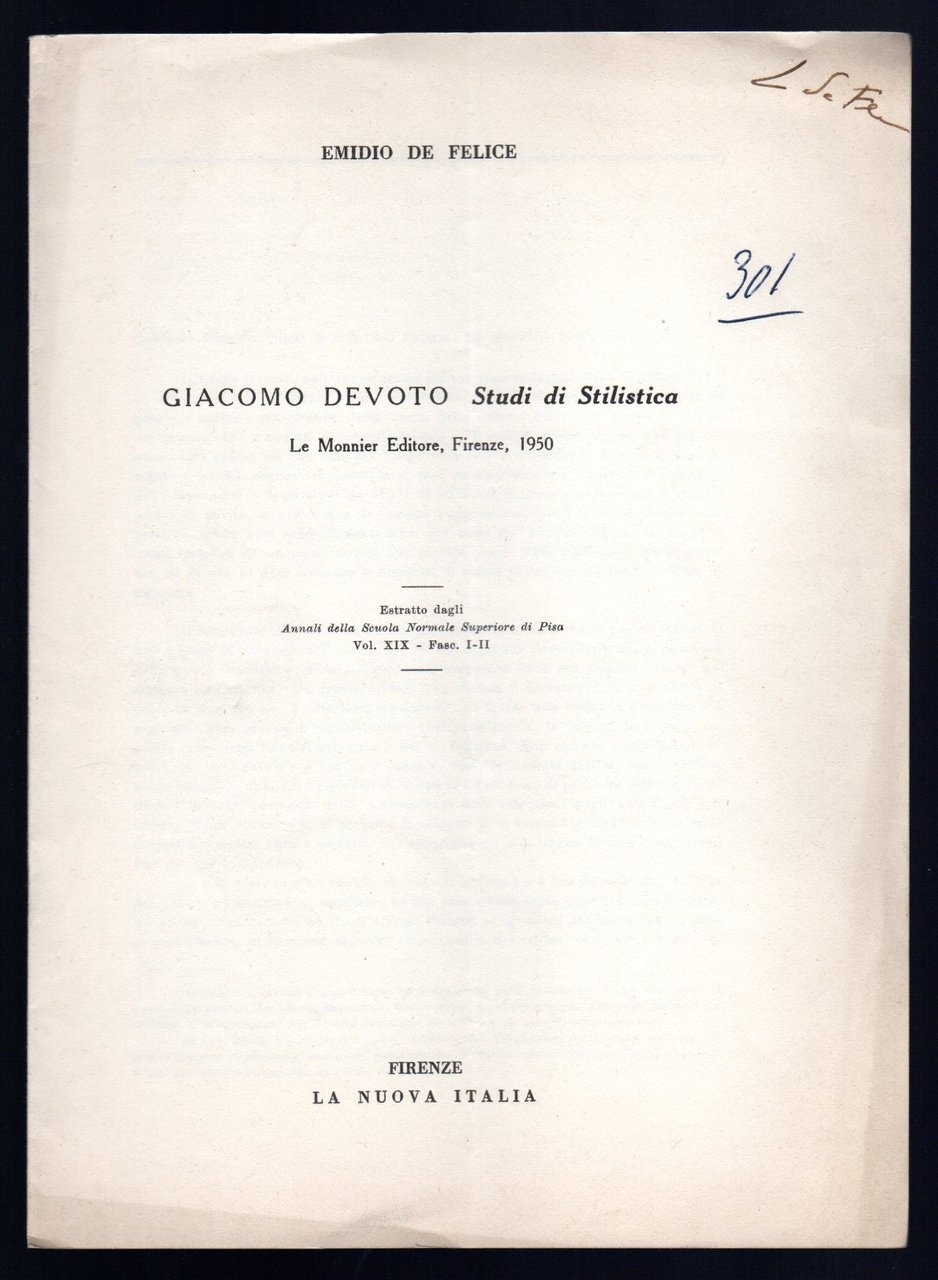 EMIDIO DE FELICE
301
GIACOMO DEVOTO Studi di Stilistica
Le Monnier Editore, Firenze, 1950
Estratto dagli
Annali della Scuola Normale Superiore di Pisa
Vol. XIX - Fasc. I-II
FIRENZE
LA NUOVA ITALIA